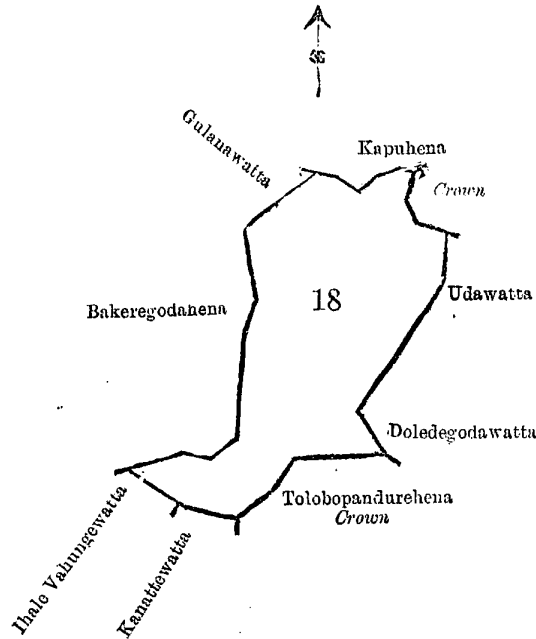 Gulanawatta
Kapuhena
Crown
Bakeregodahena
18
Udawatta
Doledegodawatta
Tolobopandurehena
Crown
Ihale Vahungewatta
Kanattewatta